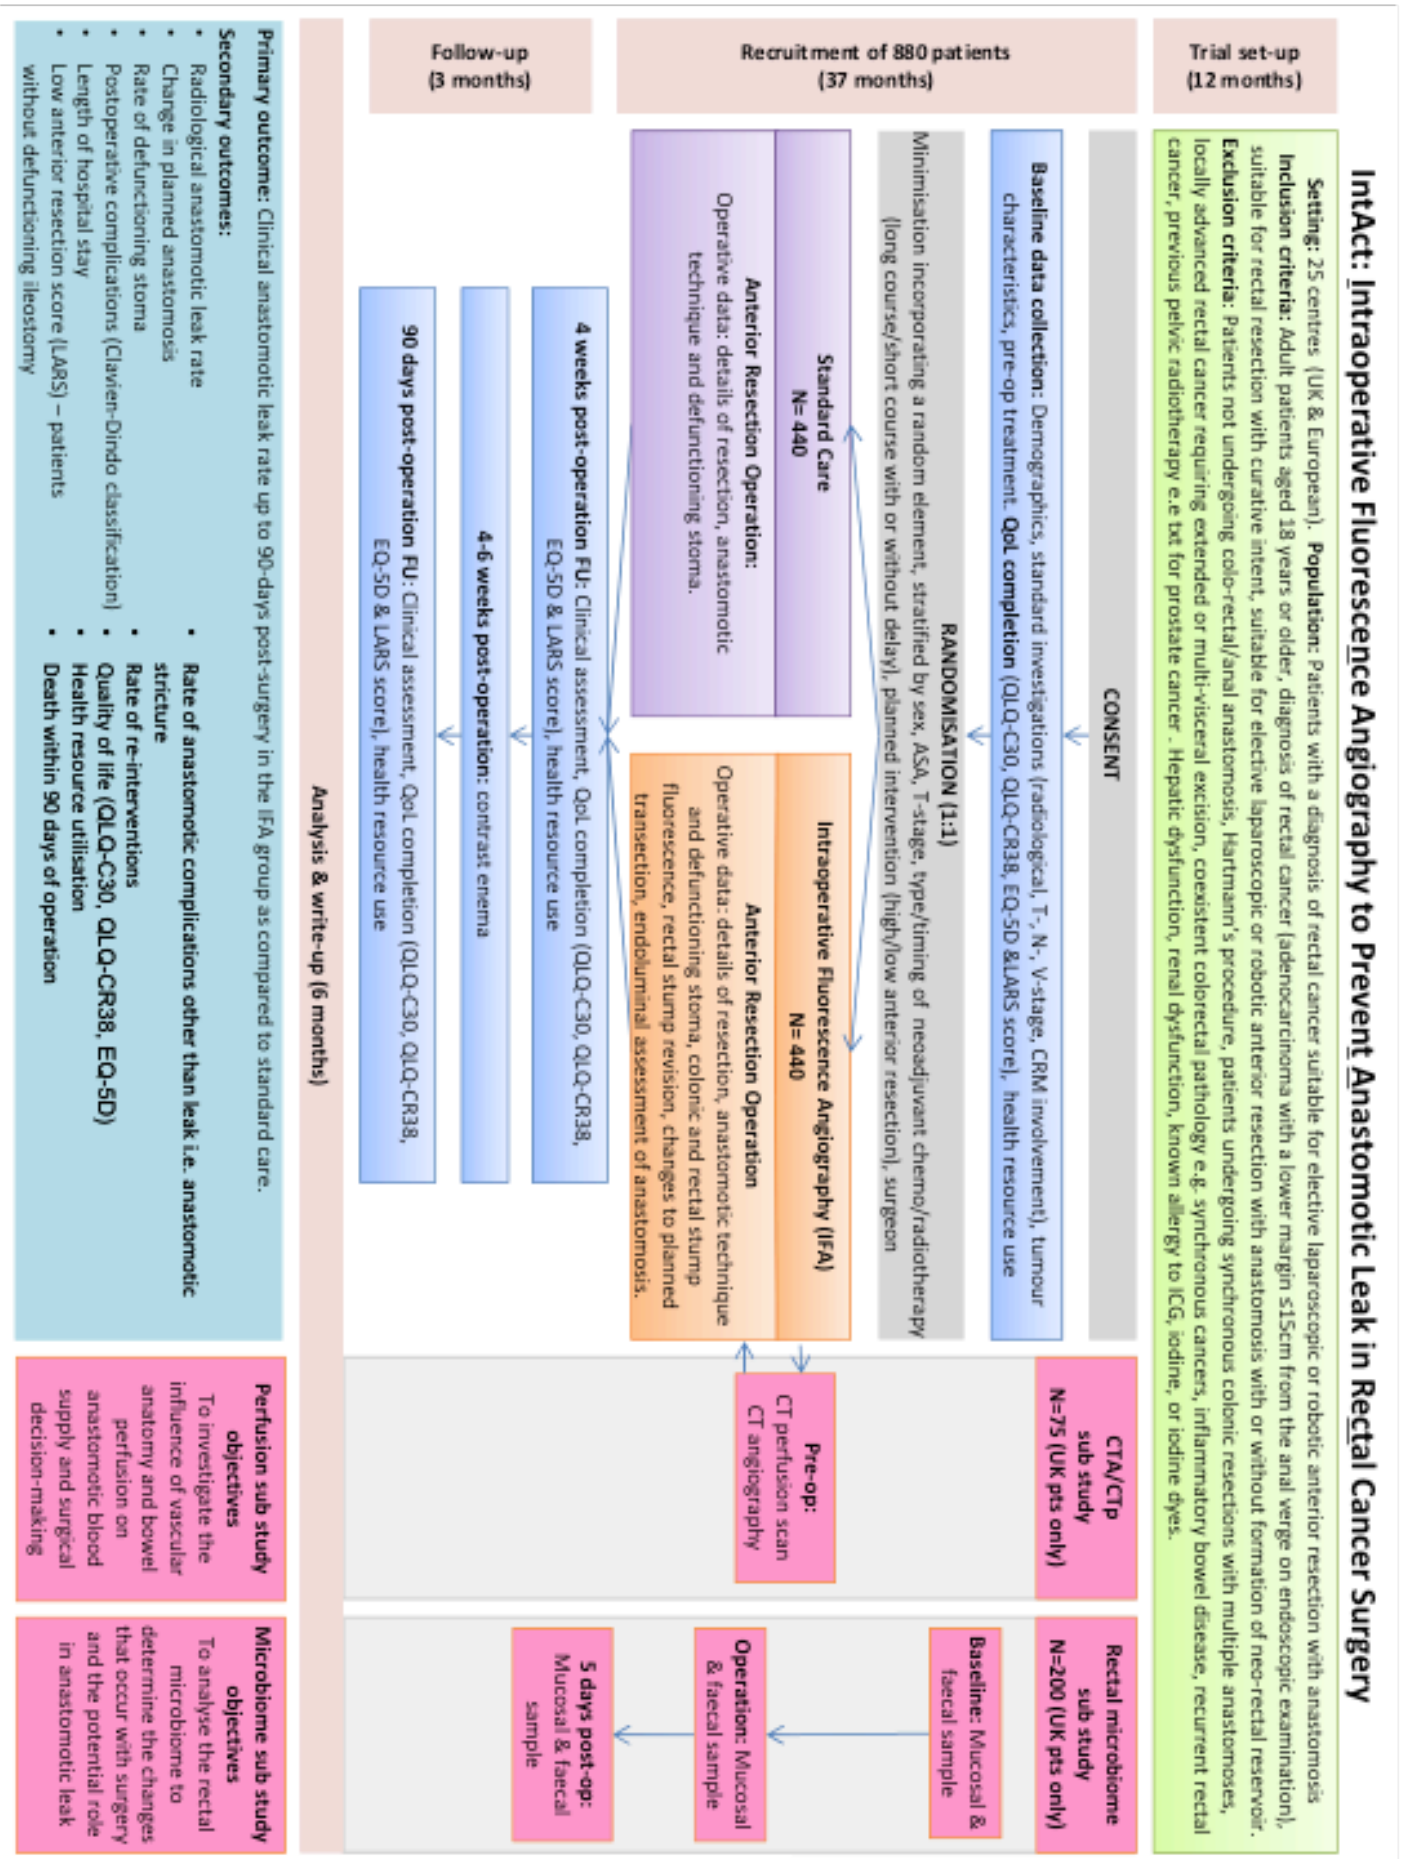 IntAct: Intraoperative Fluorescence Angiography to Prevent Anastomotic Leak in Rectal Cancer Surgery
Trial set-up
(12 months)
Setting: 25 centres (UK & European). Population: Patients with a diagnosis of rectal cancer suitable for elective laparoscopic or robotic anterior resection with anastomosis
Inclusion criteria: Adult patients aged 18 years or older, diagnosis of rectal cancer (adenocarcinoma with a lower margin ≤15cm from the anal verge on endoscopic examination),
suitable for rectal resection with curative intent, suitable for elective laparoscopic or robotic anterior resection with anastomosis with or without formation of neo-rectal reservoir.
Exclusion criteria: Patients not undergoing colo-rectal/anal anastomosis, Hartmann's procedure, patients undergoing synchronous colonic resections with multiple anastomoses,
locally advanced rectal cancer requiring extended or multi-visceral excision, coexistent colorectal pathology e.g. synchronous cancers, inflammatory bowel disease, recurrent rectal
cancer, previous pelvic radiotherapy e.e txt for prostate cancer . Hepatic dysfunction, renal dysfunction, known allergy to ICG, iodine, or iodine dyes.
Recruitment of 880 patients
(37 months)
CONSENT
Baseline data collection: Demographics, standard investigations (radiological, T-, N-, V-stage, CRM involvement), tumour
characteristics, pre-op treatment. QoL completion (QLQ-C30, QLQ-CR38, EQ-5D &LARS score), health resource use
RANDOMISATION (1:1)
Minimisation incorporating a random element, stratified by sex, ASA, T-stage, type/timing of neoadjuvant chemo/radiotherapy
(long course/short course with or without delay), planned intervention (high/low anterior resection), surgeon
Standard Care
N= 440
Anterior Resection Operation:
Operative data: details of resection, anastomotic
technique and defunctioning stoma.
Intraoperative Fluorescence Angiography (IFA)
N= 440
Anterior Resection Operation
Operative data: details of resection, anastomotic technique
and defunctioning stoma, colonic and rectal stump
fluorescence, rectal stump revision, changes to planned
transection, endoluminal assessment of anastomosis.
Follow-up
(3 months)
4 weeks post-operation FU: Clinical assessment, QoL completion (QLQ-C30, QLQ-CR38,
EQ-5D & LARS score), health resource use
4-6 weeks post-operation: contrast enema
90 days post-operation FU: Clinical assessment, QoL completion (QLQ-C30, QLQ-CR38,
EQ-5D & LARS score), health resource use
CTA/CTp
sub study
N=75 (UK pts only)
Pre-op:
CT perfusion scan
CT angiography
Rectal microbiome
sub study
N=200 (UK pts only)
Baseline: Mucosal &
faecal sample
Operation: Mucosal
& faecal sample
5 days post-op:
Mucosal & faecal
sample
Analysis & write-up (6 months)
Primary outcome: Clinical anastomotic leak rate up to 90-days post-surgery in the IFA group as compared to standard care.
Secondary outcomes:
• Radiological anastomotic leak rate
• Change in planned anastomosis
• Rate of defunctioning stoma
• Postoperative complications (Clavien-Dindo classification)
• Length of hospital stay
• Low anterior resection score (LARS) – patients
without defunctioning ileostomy
• Rate of anastomotic complications other than leak i.e. anastomotic
stricture
• Rate of re-interventions
• Quality of life (QLQ-C30, QLQ-CR38, EQ-5D)
• Health resource utilisation
• Death within 90 days of operation
Perfusion sub study
objectives
To investigate the
influence of vascular
anatomy and bowel
perfusion on
anastomotic blood
supply and surgical
decision-making
Microbiome sub study
objectives
To analyse the rectal
microbiome to
determine the changes
that occur with surgery
and the potential role
in anastomotic leak